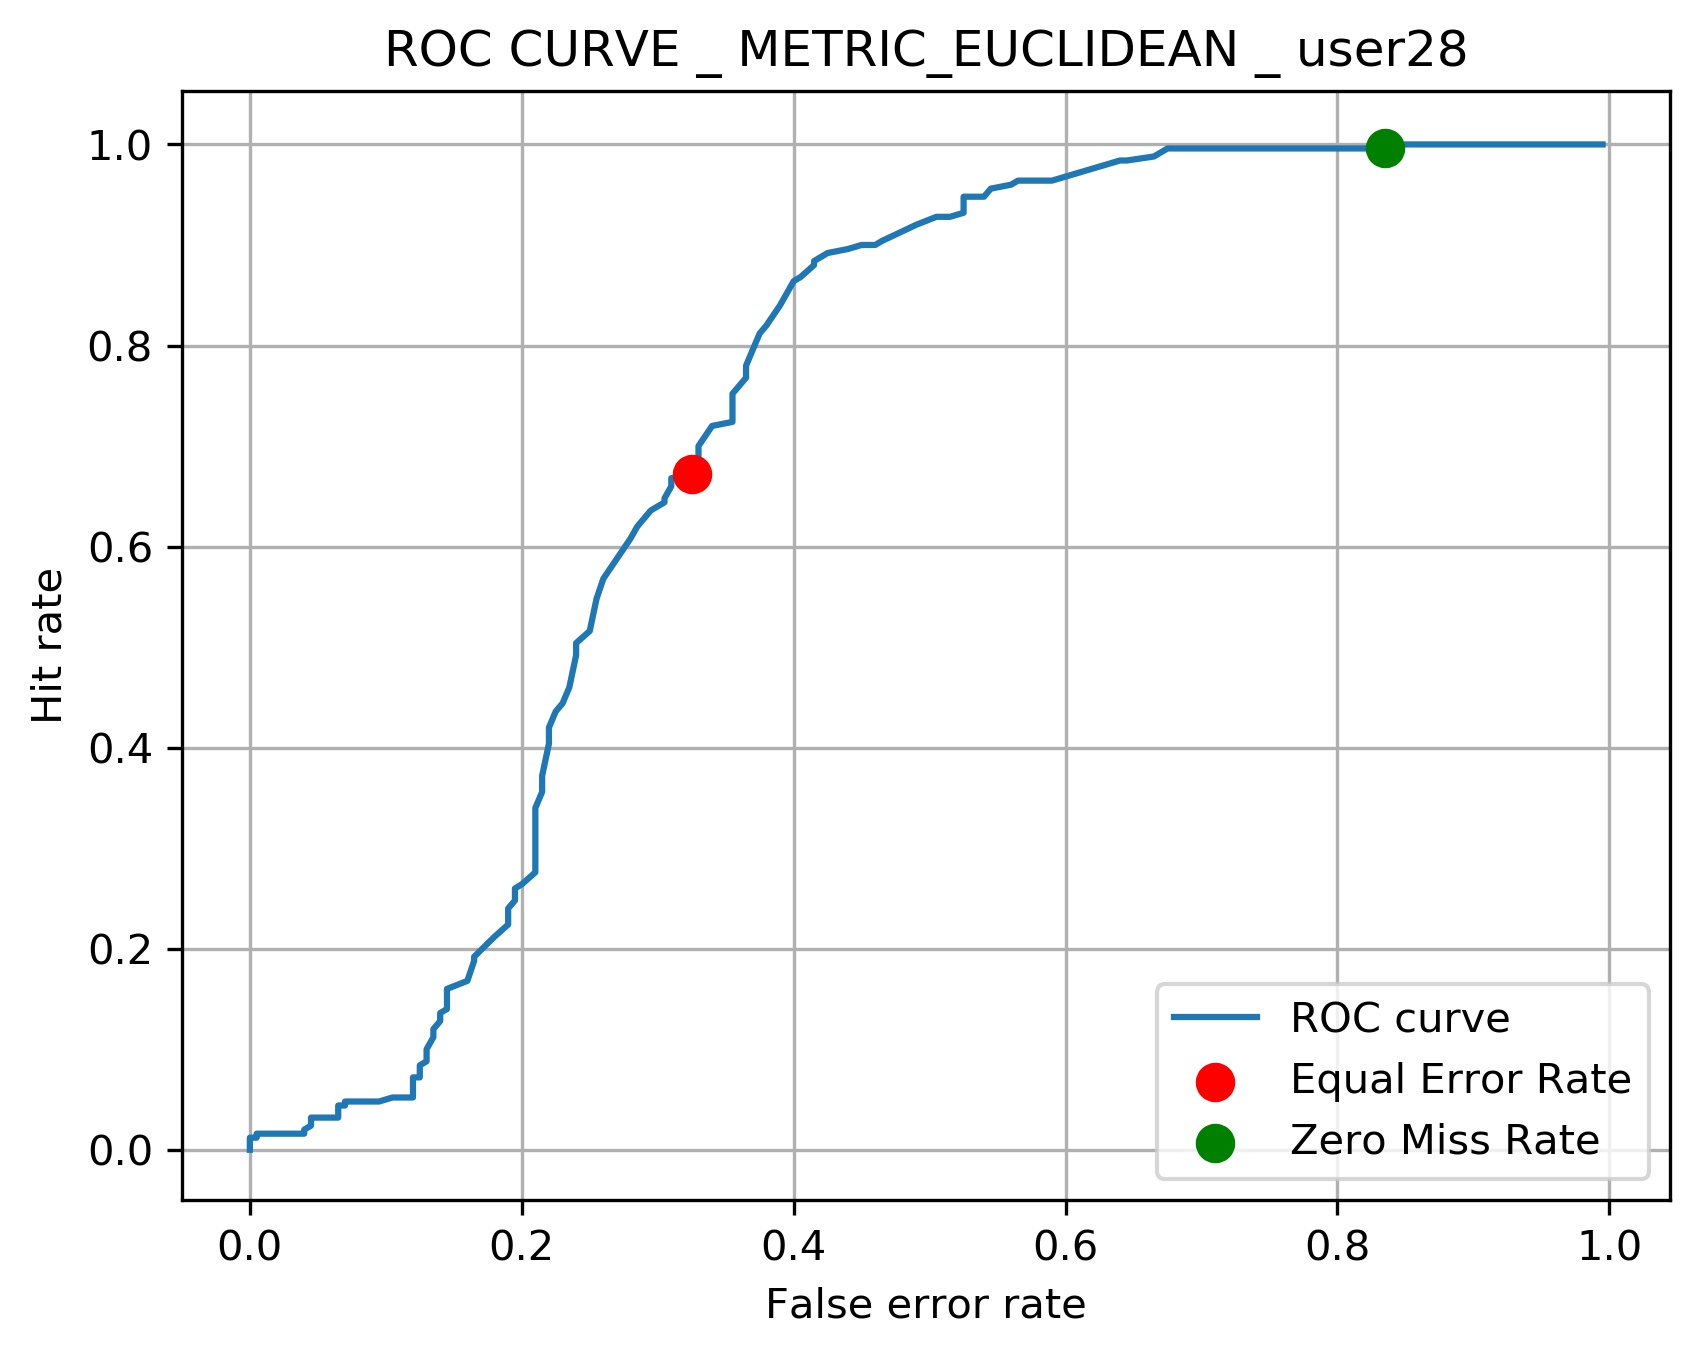 ROC CURVE _ METRIC_EUCLIDEAN _ user28
1.0
0.8
0.6
0.4
0.2
0.0
Hit rate
0.0 0.2 0.4 0.6 0.8 1.0
False error rate
ROC curve
Equal Error Rate
Zero Miss Rate